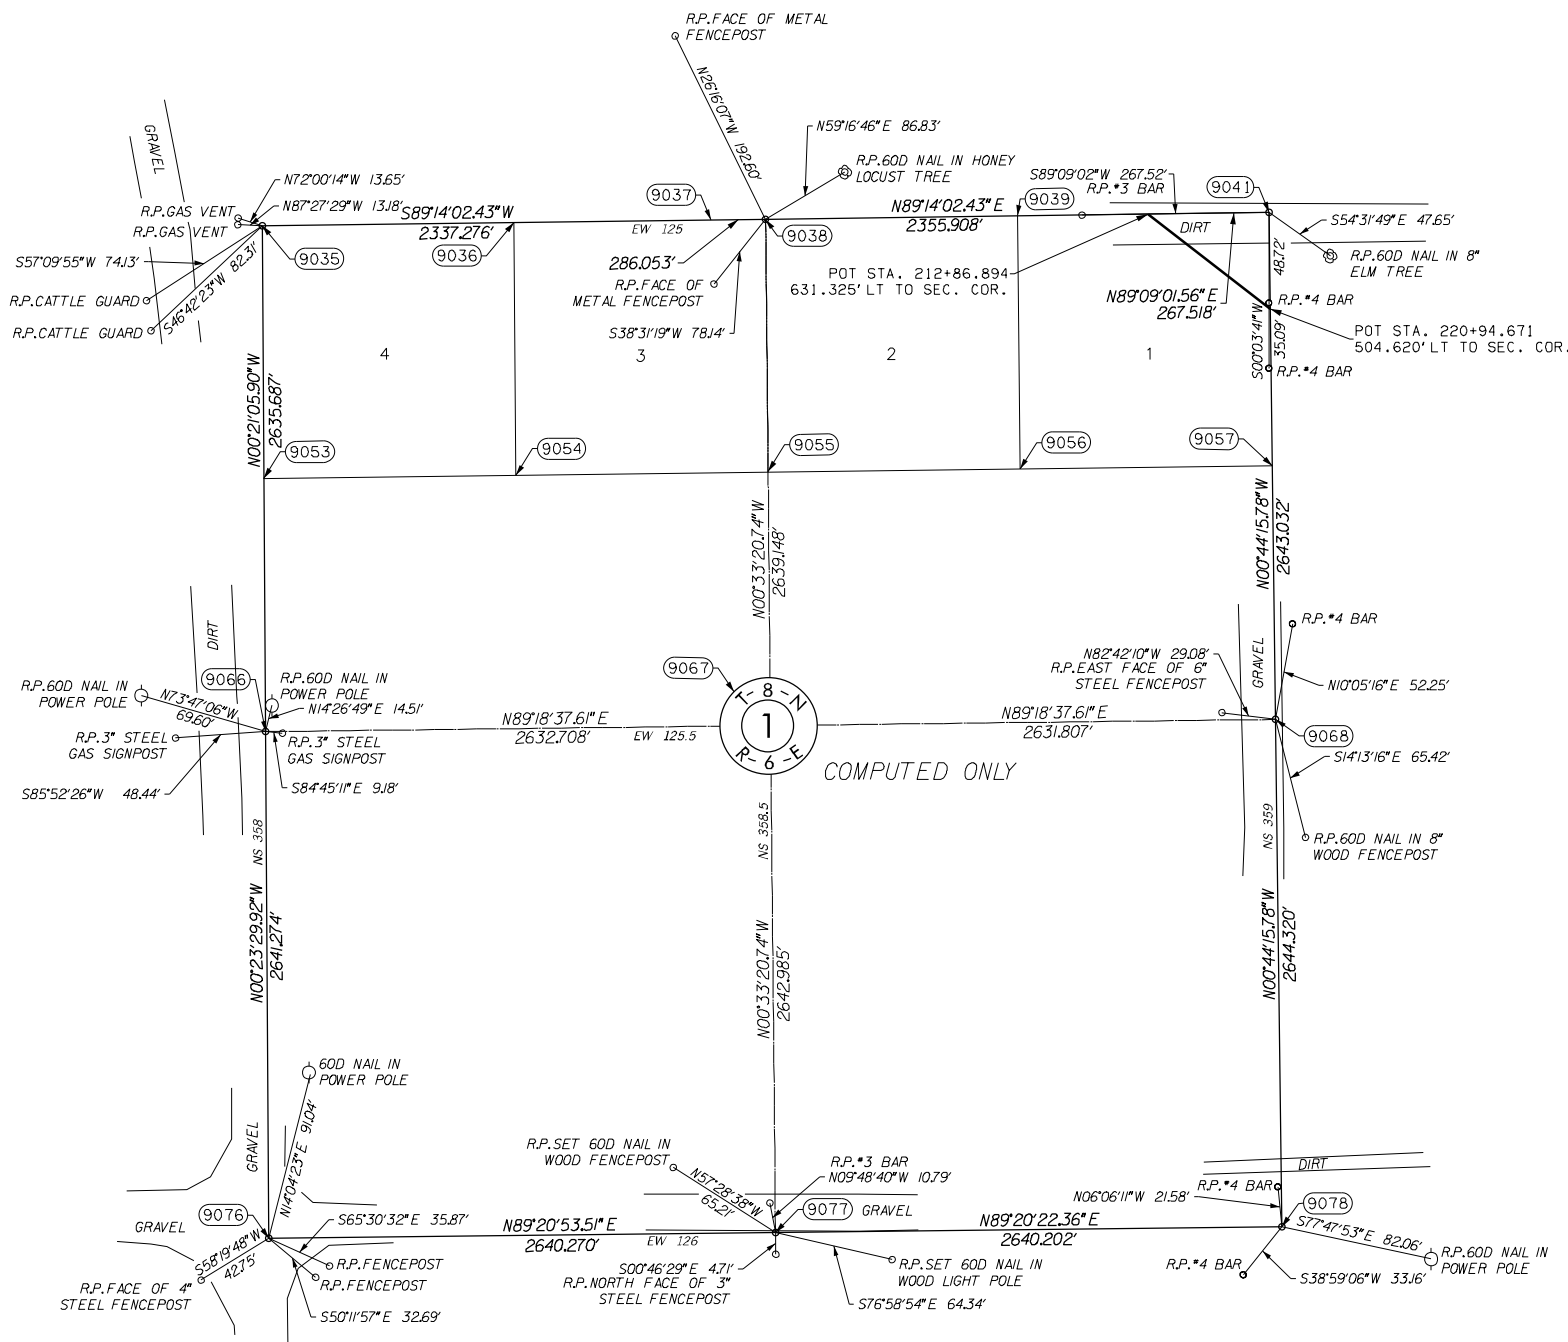 R.P.FACE OF METAL
FENCEPOST
N26°16'07"W 192.60'
N59°16'46"E 86.83'
R.P.60D NAIL IN HONEY
LOCUST TREE
GRAVEL
N72°00'14"W 13.65'
R.P.GAS VENT
N87°27'29"W 13.18'
R.P.GAS VENT
S89°14'02.43"W
2337.276'
9037
EW 125
9038
N89°14'02.43"E
2355.908'
9039
S89°09'02"W 267.52'
R.P.#3 BAR
9041
DIRT
S54°31'49"E 47.65'
R.P.60D NAIL IN 8"
ELM TREE
S57°09'55"W 74.13'
R.P.CATTLE GUARD
R.P.CATTLE GUARD
S46°42'23"W 82.31'
9035
9036
286.053'
R.P.FACE OF
METAL FENCEPOST
S38°31'19"W 78.14'
POT STA. 212+86.894
631.325' LT TO SEC. COR.
N89°09'01.56"E
267.518'
48.72'
R.P.#4 BAR
S00°03'41"W
35.09'
POT STA. 220+94.671
504.620' LT TO SEC. COR.
R.P.#4 BAR
4
3
2
1
N00°21'05.90"W
2635.687'
9053
9054
9055
9056
9057
N00°33'20.74"W
2639.148'
N00°44'15.78"W
2643.032'
DIRT
9066
R.P.60D NAIL IN
POWER POLE
N73°47'06"W
69.60'
R.P.60D NAIL IN
POWER POLE
N14°26'49"E 14.51'
R.P.3" STEEL
GAS SIGNPOST
R.P.3" STEEL
GAS SIGNPOST
S85°52'26"W 48.44'
S84°45'11"E 9.18'
N89°18'37.61"E
2632.708'
EW 125.5
9067
T-8-N
1
R-6-E
COMPUTED ONLY
N89°18'37.61"E
2631.807'
N82°42'10"W 29.08'
R.P.EAST FACE OF 6"
STEEL FENCEPOST
GRAVEL
R.P.#4 BAR
N10°05'16"E 52.25'
9068
S14°13'16"E 65.42'
R.P.60D NAIL IN 8"
WOOD FENCEPOST
NS 358
NS 358.5
NS 359
N00°23'29.92"W
2641.274'
N00°33'20.74"W
2642.985'
N00°44'15.78"W
2644.320'
60D NAIL IN
POWER POLE
N14°04'23"E 91.04'
GRAVEL
GRAVEL
9076
S58°19'48"W
42.75'
R.P.FACE OF 4"
STEEL FENCEPOST
S65°30'32"E 35.87'
R.P.FENCEPOST
R.P.FENCEPOST
S50°11'57"E 32.69'
N89°20'53.51"E
2640.270'
EW 126
R.P.SET 60D NAIL IN
WOOD FENCEPOST
N57°28'38"W
65.21'
R.P.#3 BAR
N09°48'40"W 10.79'
9077
GRAVEL
S00°46'29"E 4.71'
R.P.NORTH FACE OF 3"
STEEL FENCEPOST
R.P.SET 60D NAIL IN
WOOD LIGHT POLE
S76°58'54"E 64.34'
N89°20'22.36"E
2640.202'
DIRT
R.P.#4 BAR
N06°06'11"W 21.58'
9078
S77°47'53"E 82.06'
R.P.60D NAIL IN
POWER POLE
R.P.#4 BAR
S38°59'06"W 33.16'